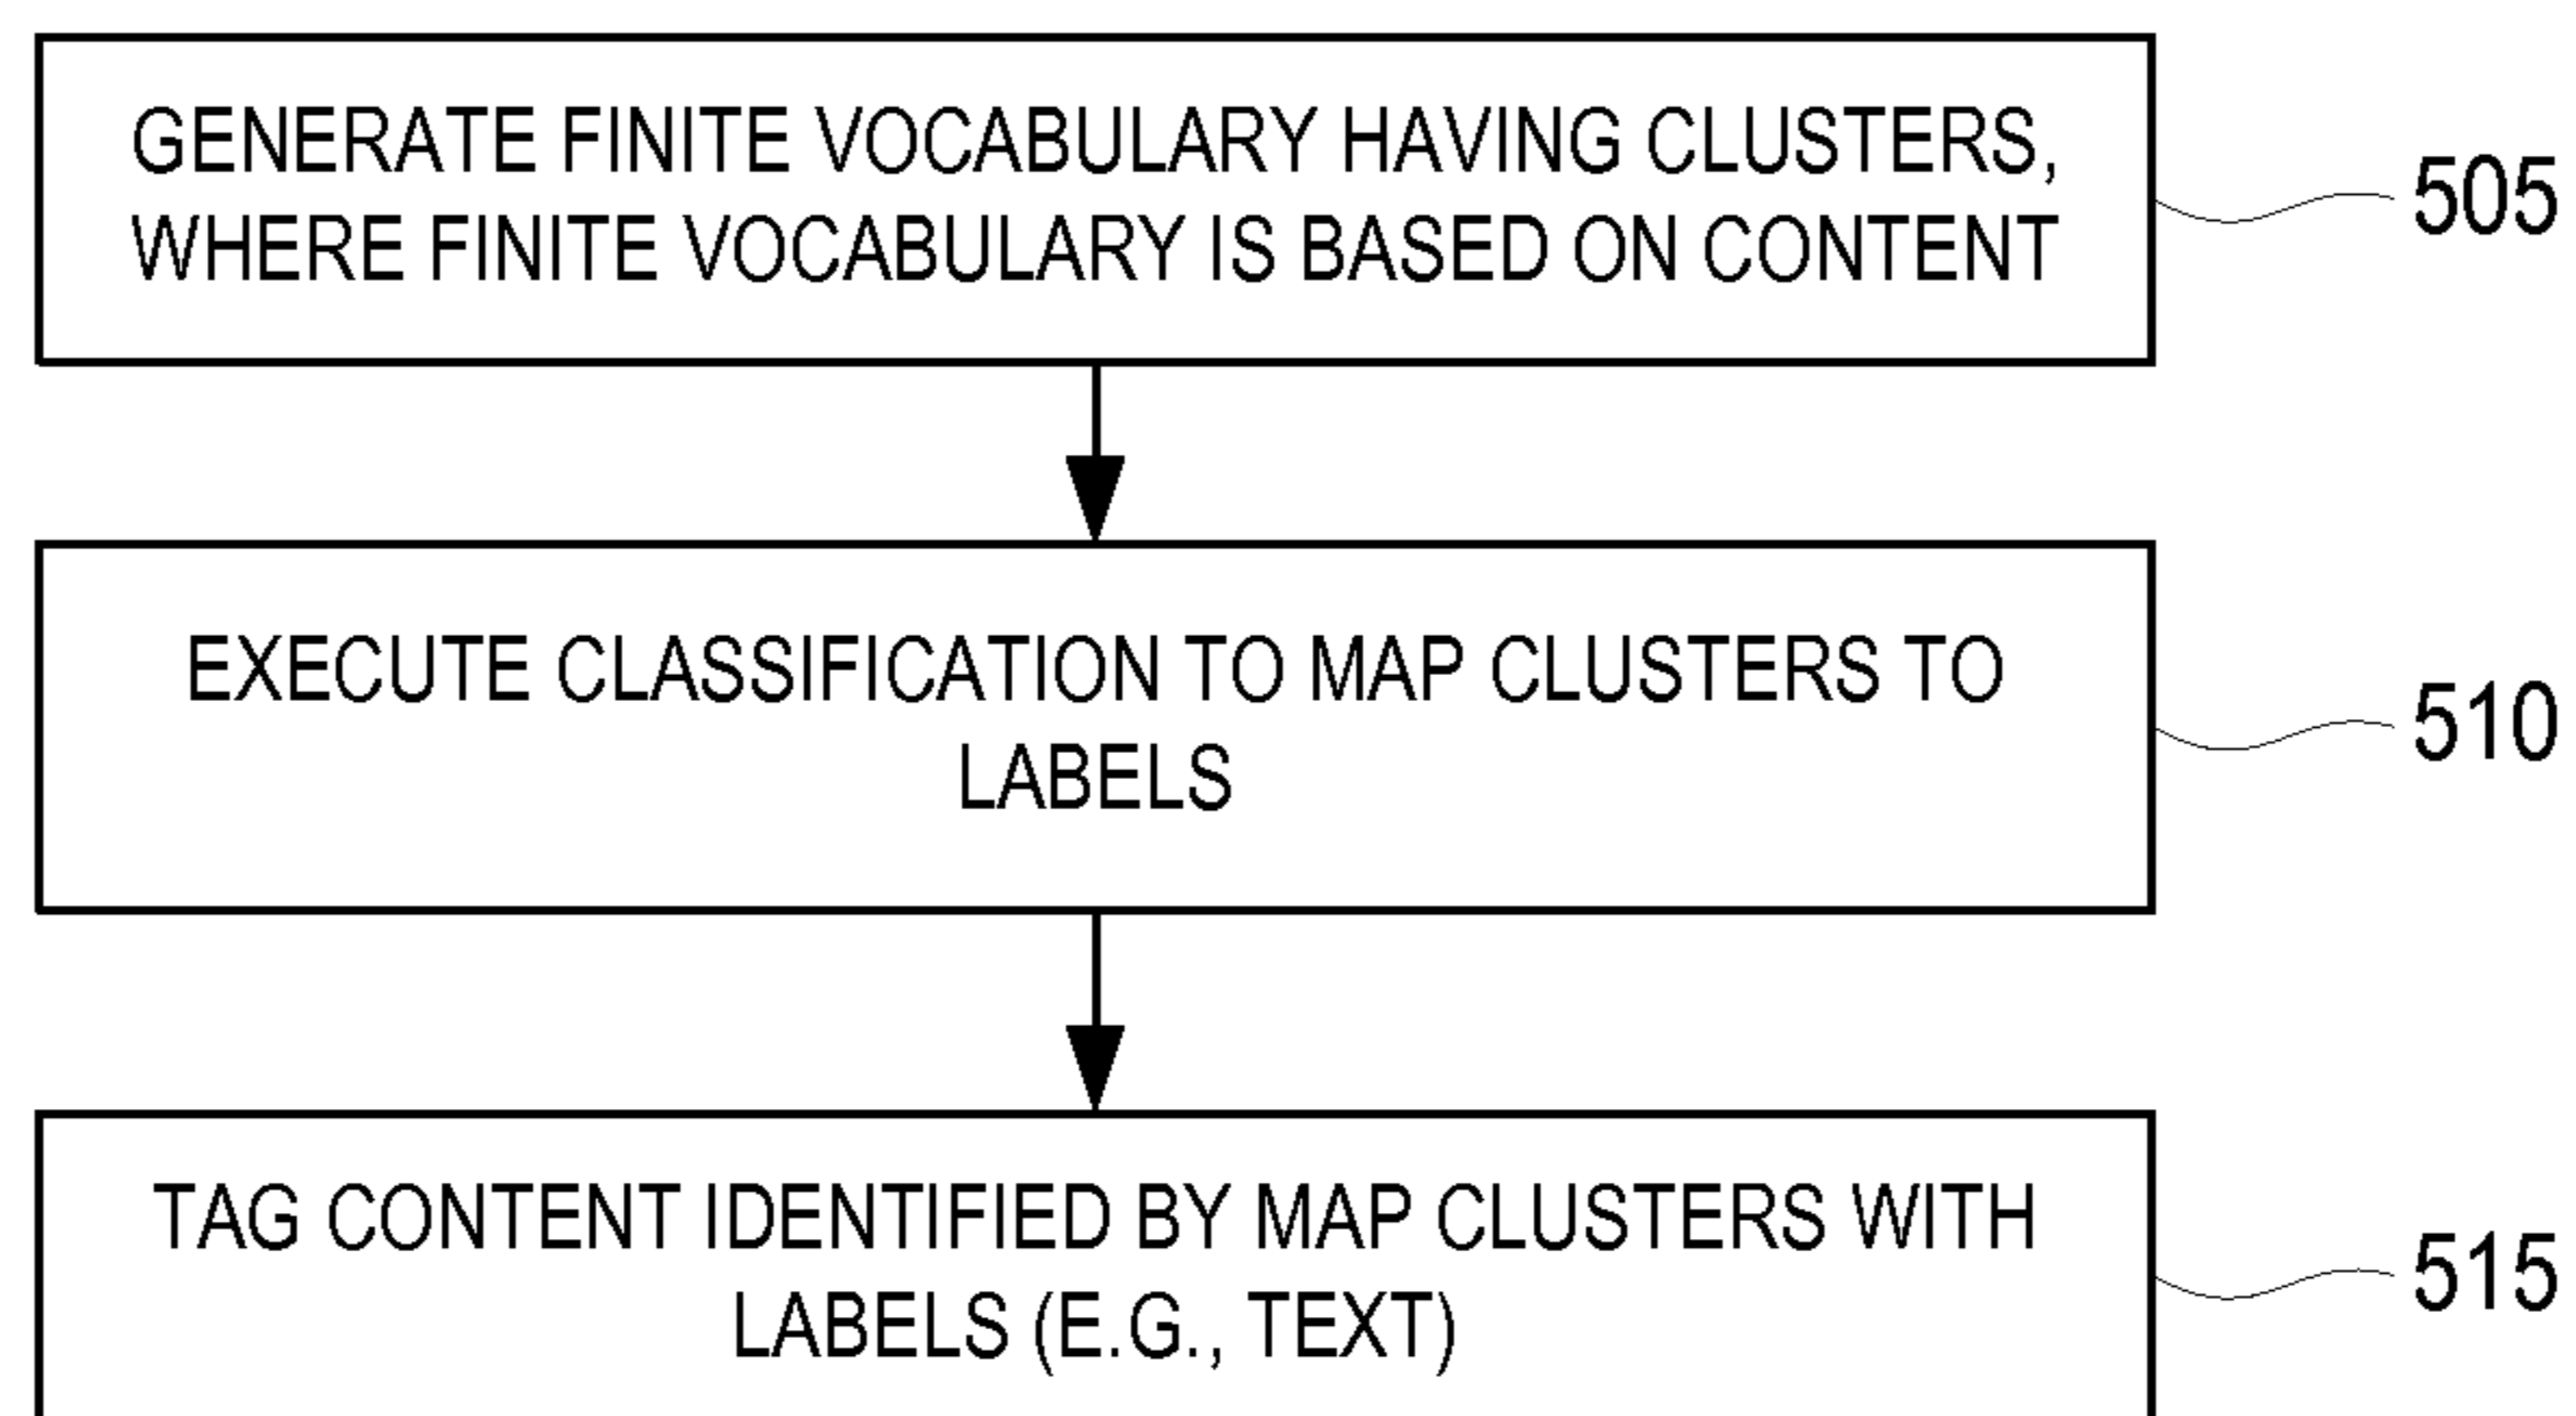 GENERATE FINITE VOCABULARY HAVING CLUSTERS,
WHERE FINITE VOCABULARY IS BASED ON CONTENT
505
EXECUTE CLASSIFICATION TO MAP CLUSTERS TO
LABELS
510
TAG CONTENT IDENTIFIED BY MAP CLUSTERS WITH
LABELS (E.G., TEXT)
515